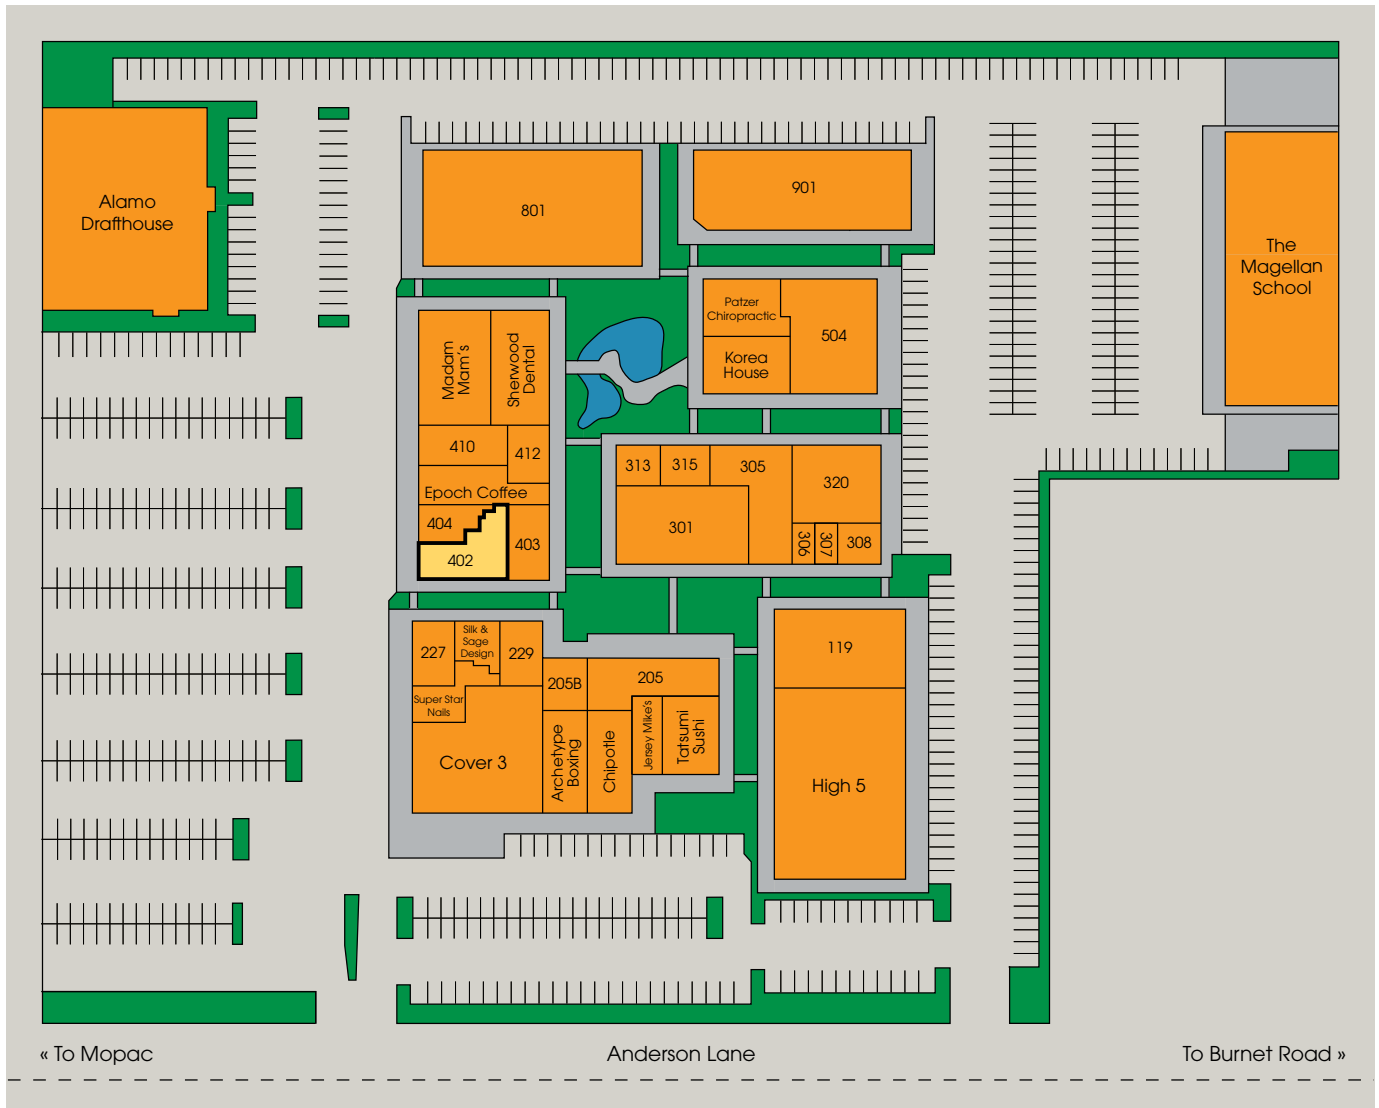 Alamo
Drafthouse
801
901
The
Magellan
School
Madam
Mam's
Sherwood
Dental
410
412
Epoch Coffee
404
403
402
Patzer
Chiropractic
504
Korea
House
313
315
305
320
301
306
307
308
227
Silk &
Sage
Design
229
Super Star
Nails
Cover 3
205B
205
Archetype
Boxing
Chipotle
Jersey Mike's
Tatsumi
Sushi
119
High 5
« To Mopac
Anderson Lane
To Burnet Road »